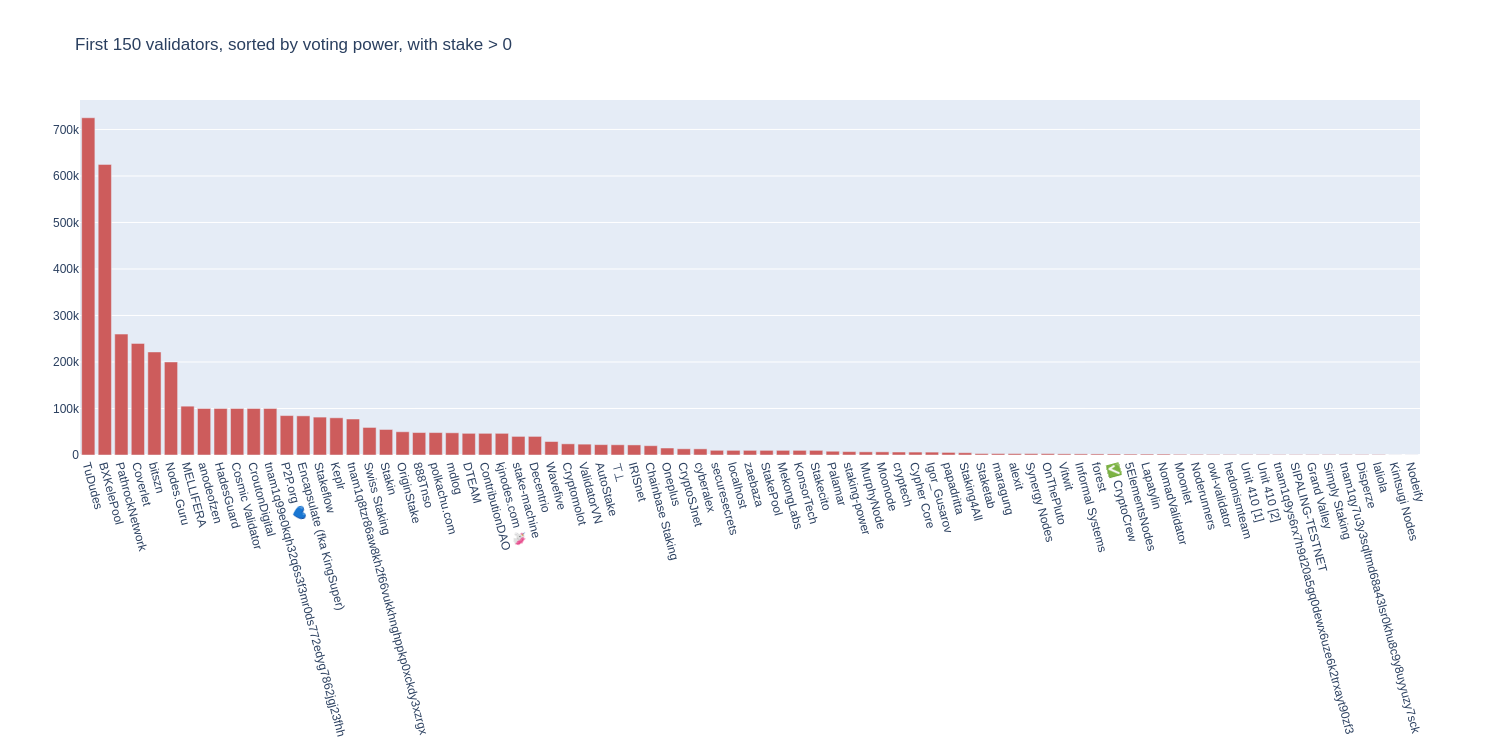 First 150 validators, sorted by voting power, with stake > 0
700k
600k
500k
400k
300k
200k
100k
0
TuDudes
BXKelePool
PathrockNetwork
Coverlet
bitszn
Nodes.Guru
MELLIFERA
anodeofzen
HadesGuard
Cosmic Validator
CroutonDigital
tnam1q99e0kqh32q6s3f3mr0ds772edyg7862jgj23fhh
P2P.org 💙
Encapsulate (fka KingSuper)
Stakeflow
Keplr
tnam1q8tzr86aw8kh2f66vukkhnghppkp0xckdy3xzrgx
Swiss Staking
Stakin
OriginStake
888Tnso
polkachu.com
mdlog
DTEAM
ContributionDAO
kjnodes.com
stake-machine
Decentrio
Wavefive
Cryptomolot
ValidatorVN
AutoStake
T⊥
IRISnet
Chainbase Staking
Oneplus
CryptoSJnet
cyberalex
securesecrets
localhost
zaebaza
StakePool
MekongLabs
KonsorTech
Stakecito
Palamar
staking-power
MurphyNode
Moonode
cryptech
Cypher Core
Igor_Gusarov
papadritta
Staking4All
Staketab
maragung
alexit
Synergy Nodes
OnThePluto
Vitwit
Informal Systems
forest
✅ CryptoCrew
5ElementsNodes
Lapatylin
NomadValidator
Moonlet
Noderunners
owl-validator
hedonismteam
Unit 410 [1]
Unit 410 [2]
tnam1q9ys6rx7h9d20a5gq0dewx6uze6k2trxayt90zf3
SIPALING-TESTNET
Grand Valley
Simply Staking
tnam1qy7u3y3sqltmd68a43lsr0khu8c9y8uyyuzy7sck
Disperze
laliola
Kintsugi Nodes
Nodeify